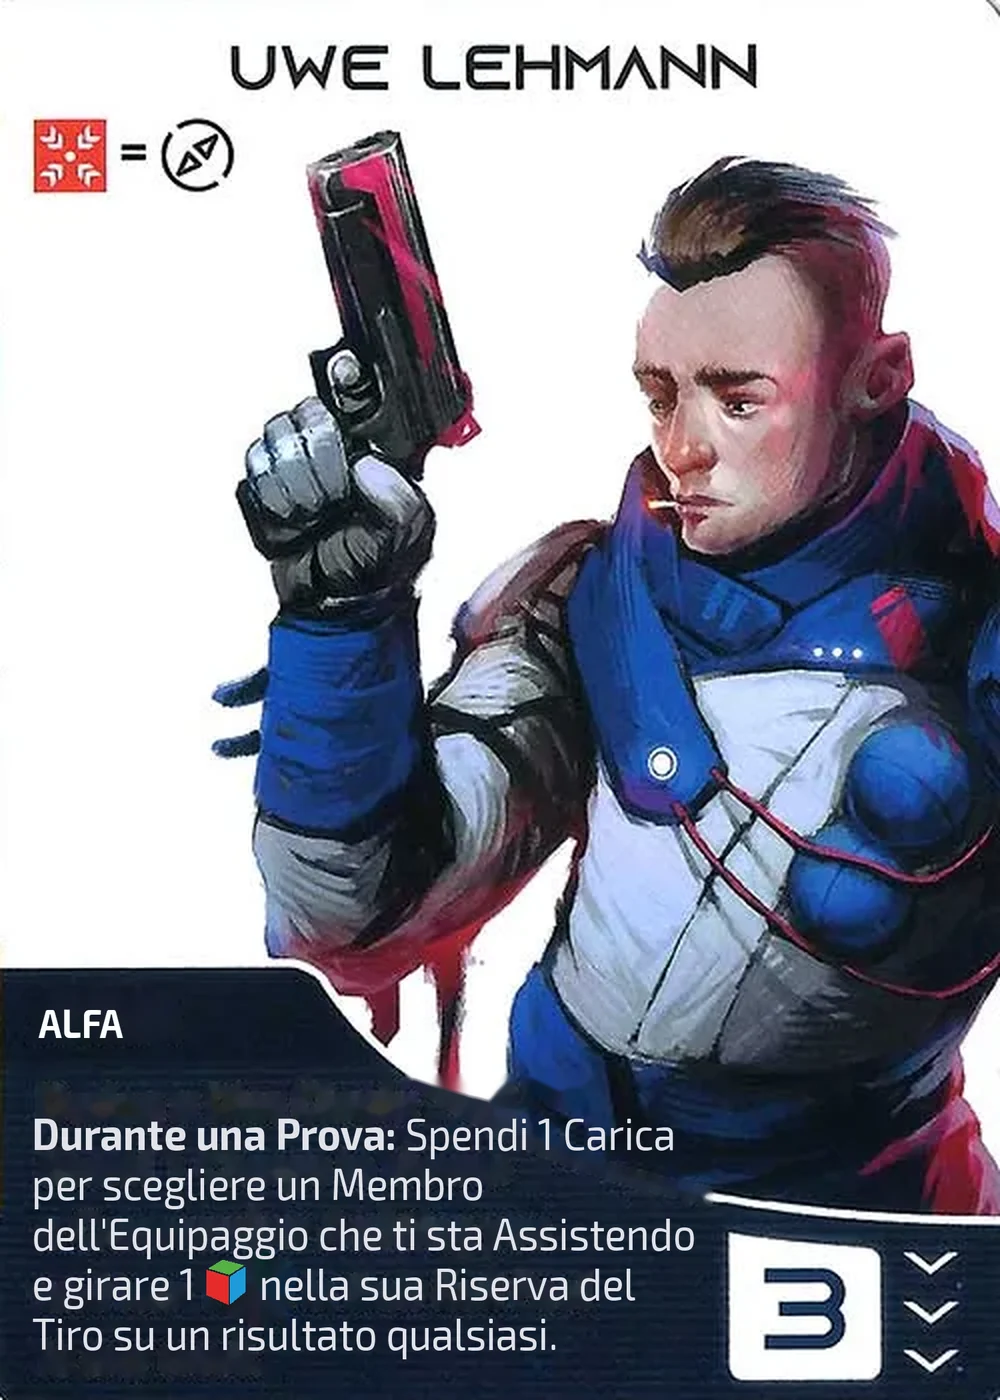 UWE LEHMANN
=
ALFA
Durante una Prova: Spendi 1 Carica
per scegliere un Membro
dell'Equipaggio che ti sta Assistendo
e girare 1 nella sua Riserva del
Tiro su un risultato qualsiasi.
3